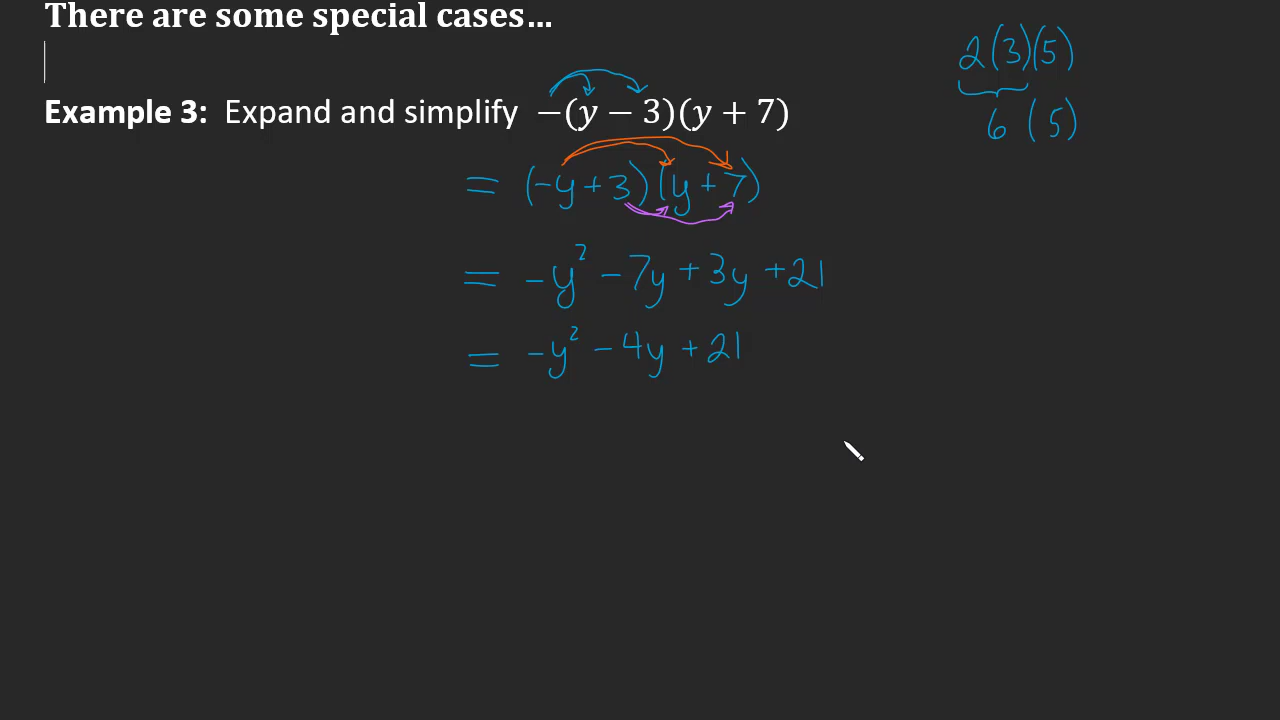 There are some special cases…
2(3)(5)
Example 3: Expand and simplify −(y − 3)(y + 7)
6(5)
= (-y+3)(y+7)
= -y² - 7y + 3y + 21
= -y² - 4y + 21